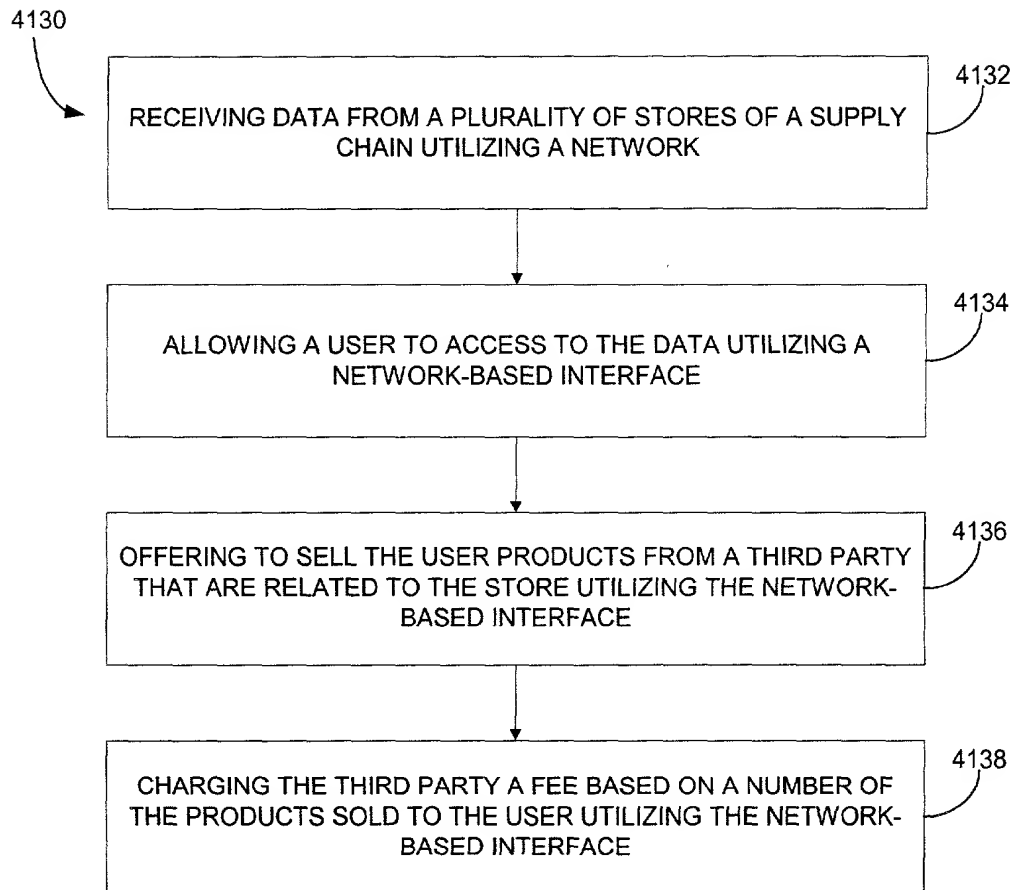 4130
4132
RECEIVING DATA FROM A PLURALITY OF STORES OF A SUPPLY
CHAIN UTILIZING A NETWORK
4134
ALLOWING A USER TO ACCESS TO THE DATA UTILIZING A
NETWORK-BASED INTERFACE
4136
OFFERING TO SELL THE USER PRODUCTS FROM A THIRD PARTY
THAT ARE RELATED TO THE STORE UTILIZING THE NETWORK-
BASED INTERFACE
4138
CHARGING THE THIRD PARTY A FEE BASED ON A NUMBER OF
THE PRODUCTS SOLD TO THE USER UTILIZING THE NETWORK-
BASED INTERFACE